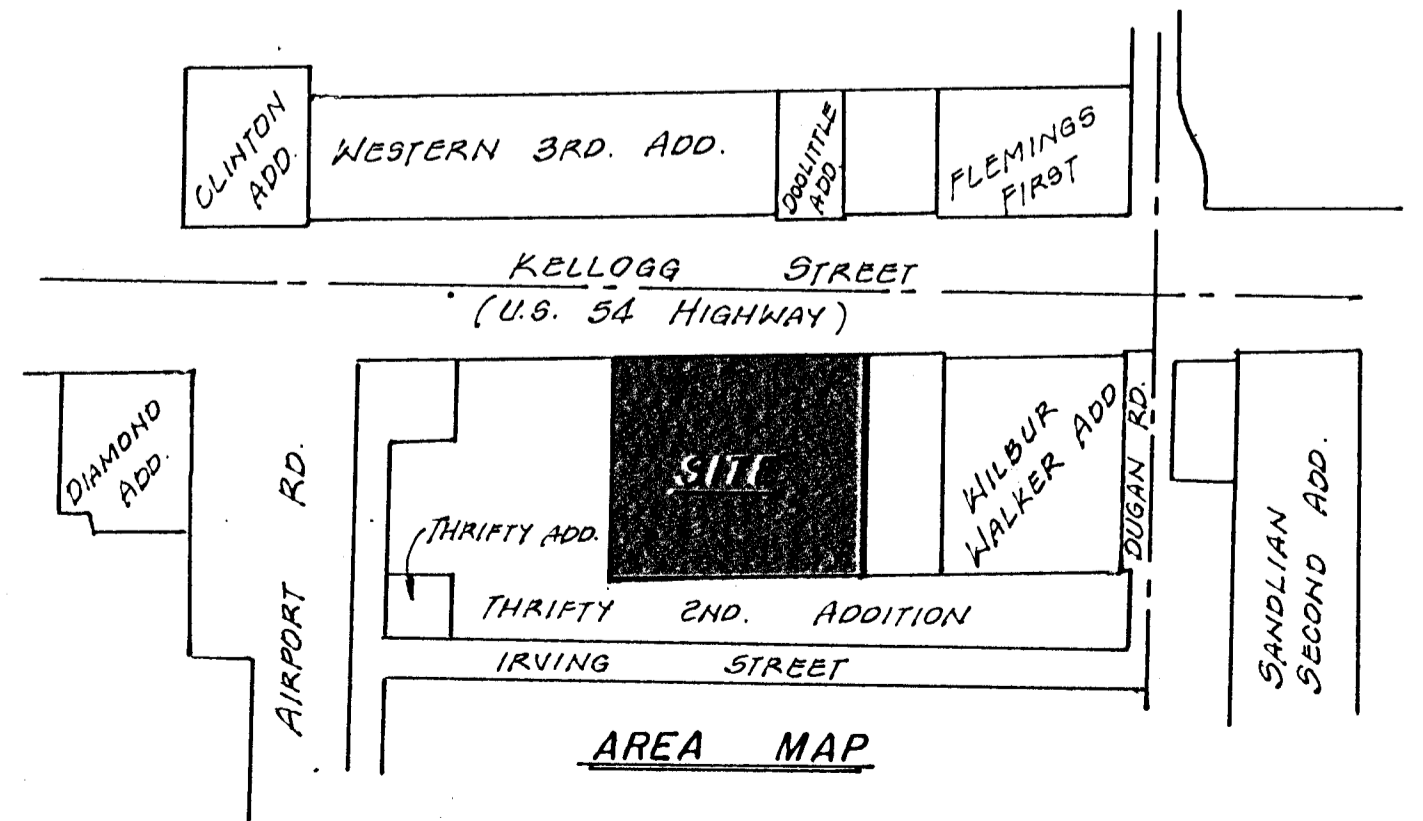 CLINTON
ADD.
WESTERN 3RD. ADD.
DOOLITTLE
ADD.
FLEMINGS
FIRST
KELLOGG STREET
(U.S. 54 HIGHWAY)
DIAMOND
ADD.
AIRPORT RD.
THRIFTY ADD.
SITE
WILBUR
WALKER ADD
DUGAN RD.
SANDLIAN
SECOND ADD.
THRIFTY 2ND. ADDITION
IRVING STREET
AREA MAP